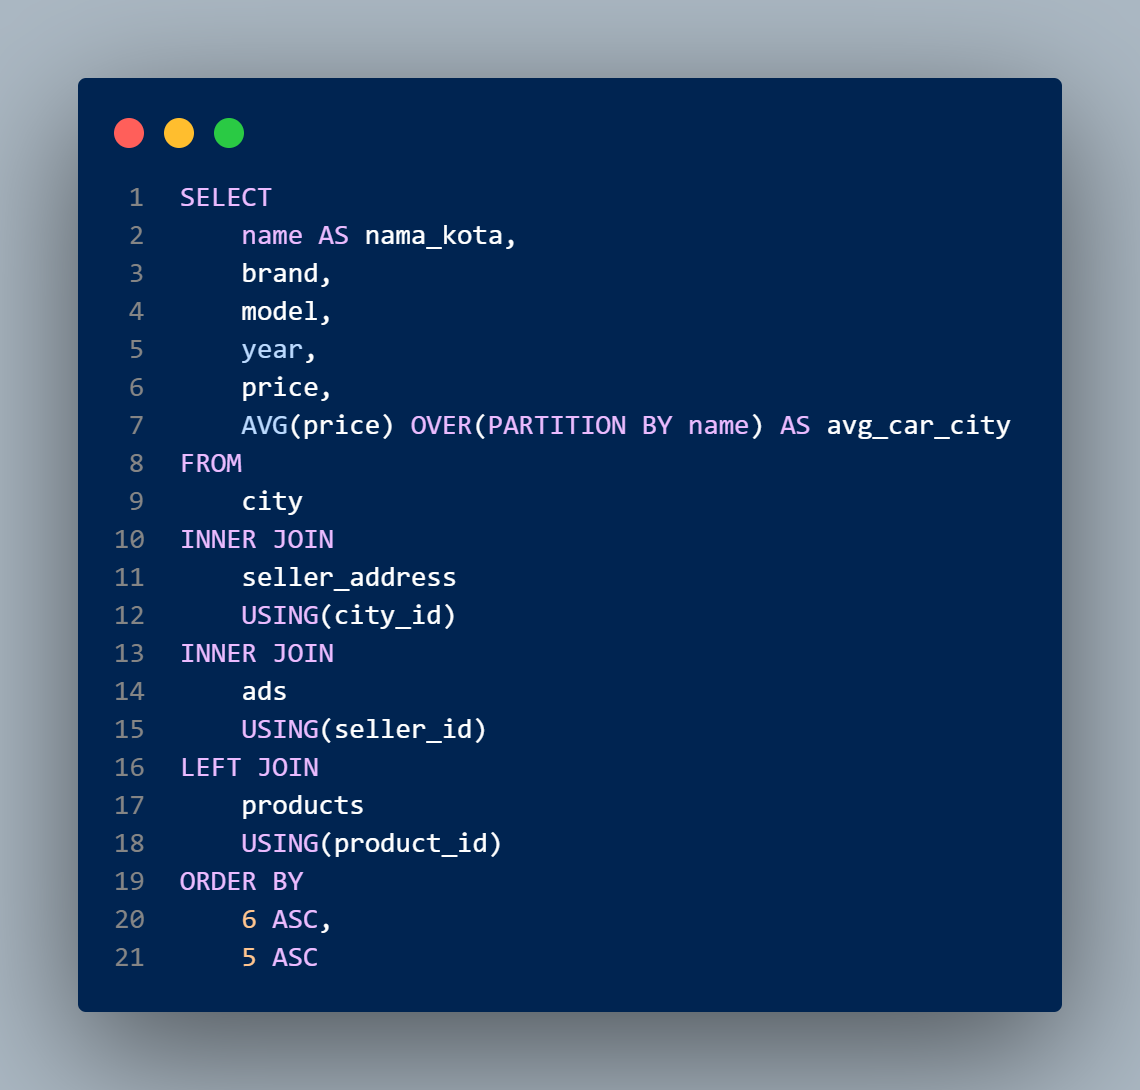 1 SELECT
2     name AS nama_kota,
3     brand,
4     model,
5     year,
6     price,
7     AVG(price) OVER(PARTITION BY name) AS avg_car_city
8 FROM
9     city
10 INNER JOIN
11     seller_address
12     USING(city_id)
13 INNER JOIN
14     ads
15     USING(seller_id)
16 LEFT JOIN
17     products
18     USING(product_id)
19 ORDER BY
20     6 ASC,
21     5 ASC